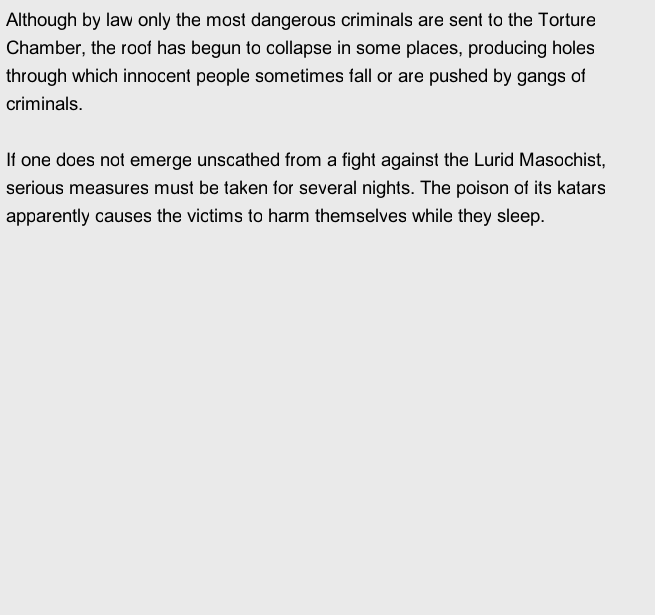 Although by law only the most dangerous criminals are sent to the Torture
Chamber, the roof has begun to collapse in some places, producing holes
through which innocent people sometimes fall or are pushed by gangs of
criminals.

If one does not emerge unscathed from a fight against the Lurid Masochist,
serious measures must be taken for several nights. The poison of its katars
apparently causes the victims to harm themselves while they sleep.